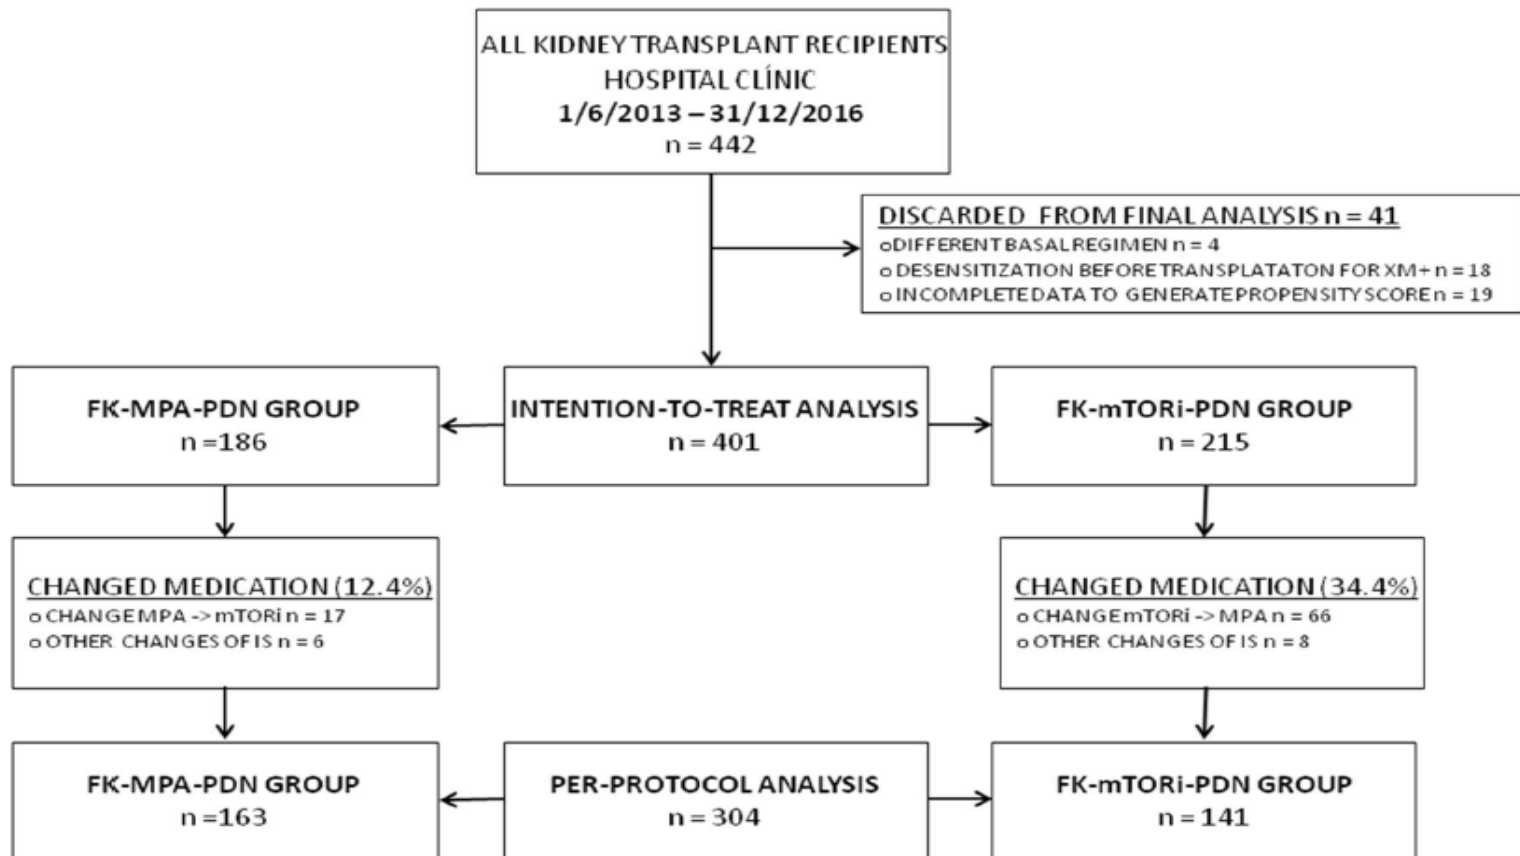 ALL KIDNEY TRANSPLANT RECIPIENTS
HOSPITAL CLÍNIC
1/6/2013 – 31/12/2016
n = 442
DISCARDED FROM FINAL ANALYSIS n = 41
o DIFFERENT BASAL REGIMEN n = 4
o DESENSITIZATION BEFORE TRANSPLATATON FOR XM+ n = 18
o INCOMPLETE DATA TO GENERATE PROPENSITY SCORE n = 19
FK-MPA-PDN GROUP
n =186
INTENTION-TO-TREAT ANALYSIS
n = 401
FK-mTORi-PDN GROUP
n = 215
CHANGED MEDICATION (12.4%)
o CHANGE MPA -> mTORi n = 17
o OTHER CHANGES OF IS n = 6
CHANGED MEDICATION (34.4%)
o CHANGE mTORi -> MPA n = 66
o OTHER CHANGES OF IS n = 8
FK-MPA-PDN GROUP
n =163
PER-PROTOCOL ANALYSIS
n = 304
FK-mTORi-PDN GROUP
n = 141